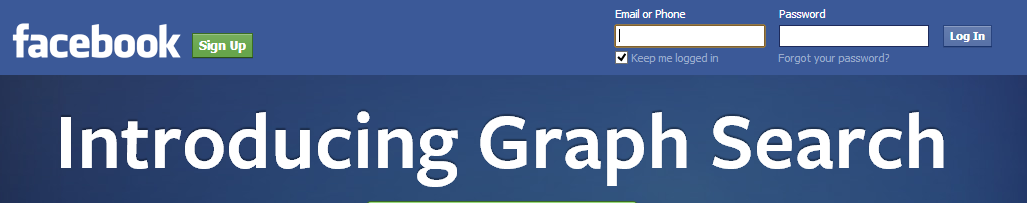 facebook
Sign Up
Email or Phone
Password
Log In
Keep me logged in
Forgot your password?
Introducing Graph Search